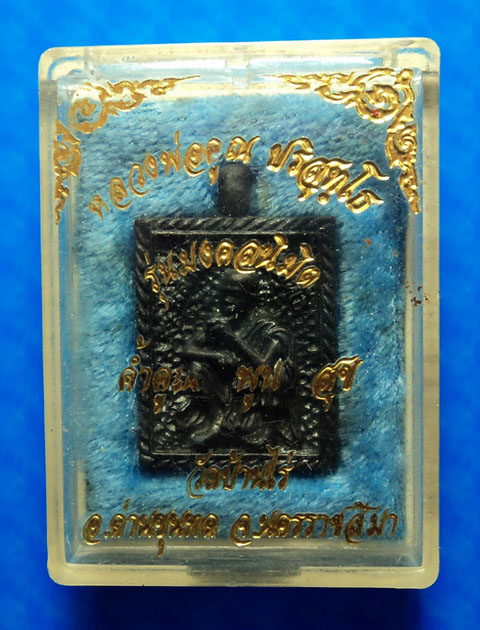 หลวงพ่อคูณ ปริสุทฺโธ
รุ่นมงคลนิมิต
ค้ำคูณ พูน สุข
วัดบ้านไร่
อ.ด่านขุนทด จ.นครราชสีมา